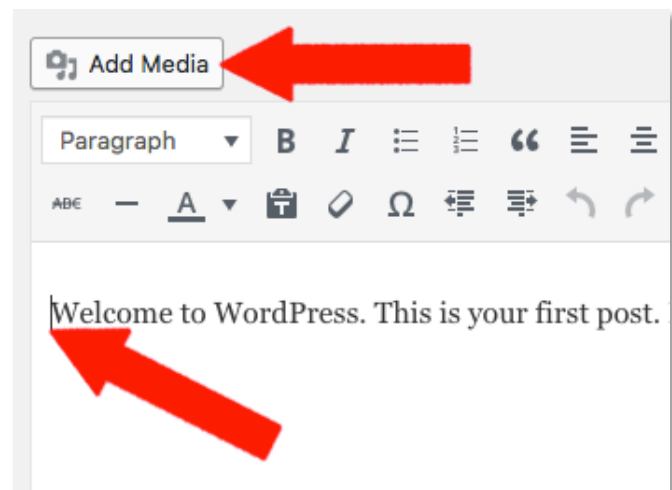 Add Media
Paragraph B I
ABC A T Ω
Welcome to WordPress. This is your first post.